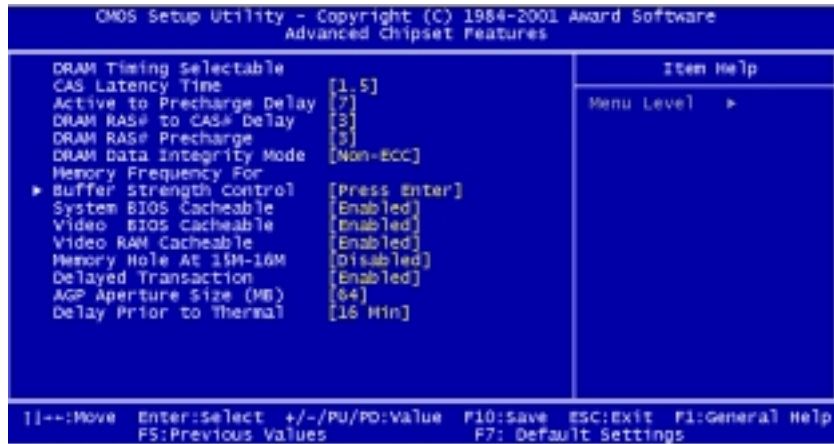 CMOS Setup Utility - Copyright (C) 1984-2001 Award Software
Advanced Chipset Features
DRAM Timing Selectable
CAS Latency Time [1.5]
Active to Precharge Delay [7]
DRAM RAS# to CAS# Delay [3]
DRAM RAS# Precharge [3]
DRAM Data Integrity Mode [Non-ECC]
Memory Frequency For
► Buffer Strength Control [Press Enter]
System BIOS Cacheable [Enabled]
Video BIOS Cacheable [Enabled]
Video RAM Cacheable [Enabled]
Memory Hole At 15M-16M [Disabled]
Delayed Transaction [Enabled]
AGP Aperture Size (MB) [64]
Delay Prior to Thermal [16 Min]
Item Help
Menu Level ►
↑↓→←:Move Enter:Select +/-/PU/PD:Value F10:Save ESC:Exit F1:General Help
F5:Previous Values F7: Default Settings